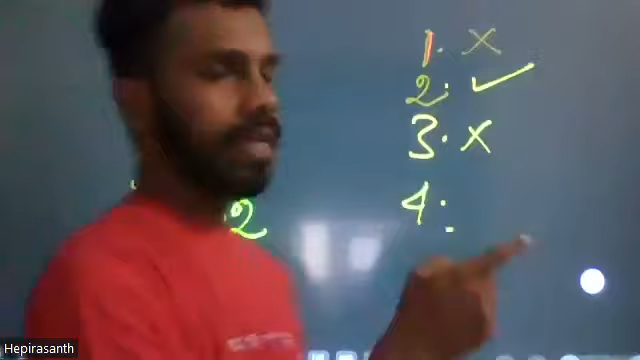 1. x
2. ✓
3. x
4.
2
Hepirasanth